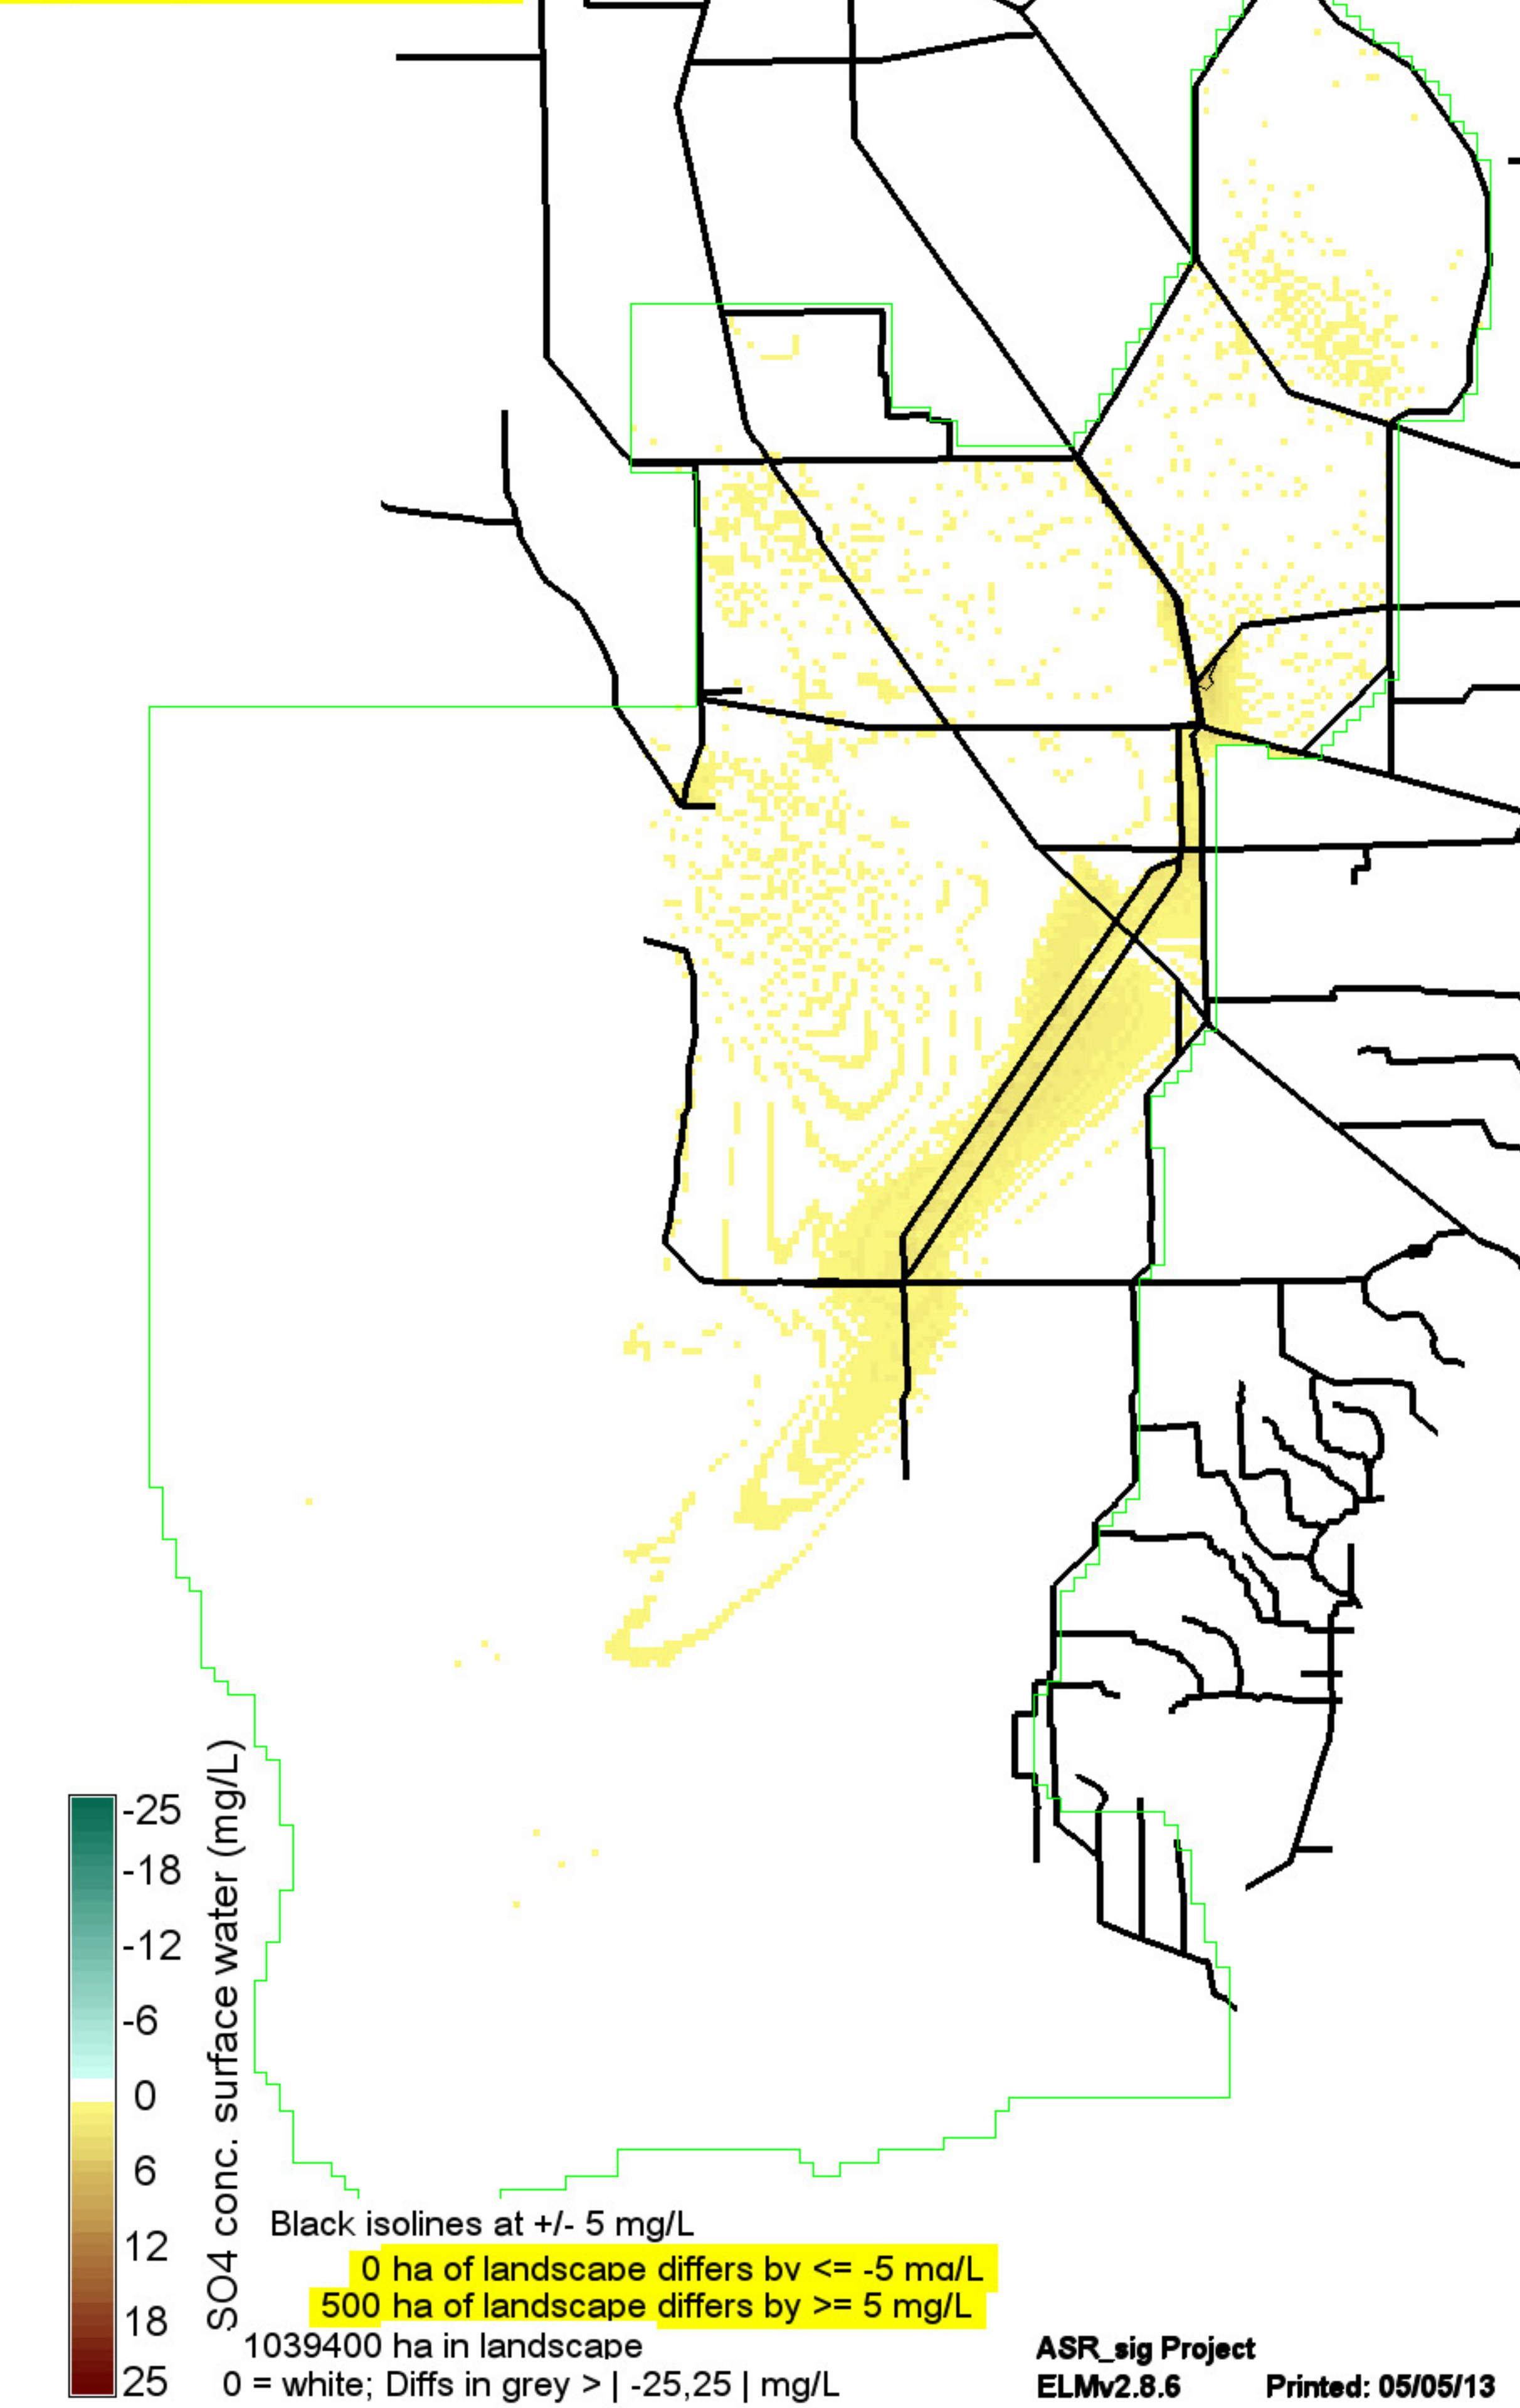 -25
-18
-12
-6
0
6
12
18
25
SO4 conc. surface water (mg/L)
Black isolines at +/- 5 mg/L
0 ha of landscape differs by <= -5 mg/L
500 ha of landscape differs by >= 5 mg/L
1039400 ha in landscape
0 = white; Diffs in grey > | -25,25 | mg/L
ASR_sig Project
ELMv2.8.6 Printed: 05/05/13